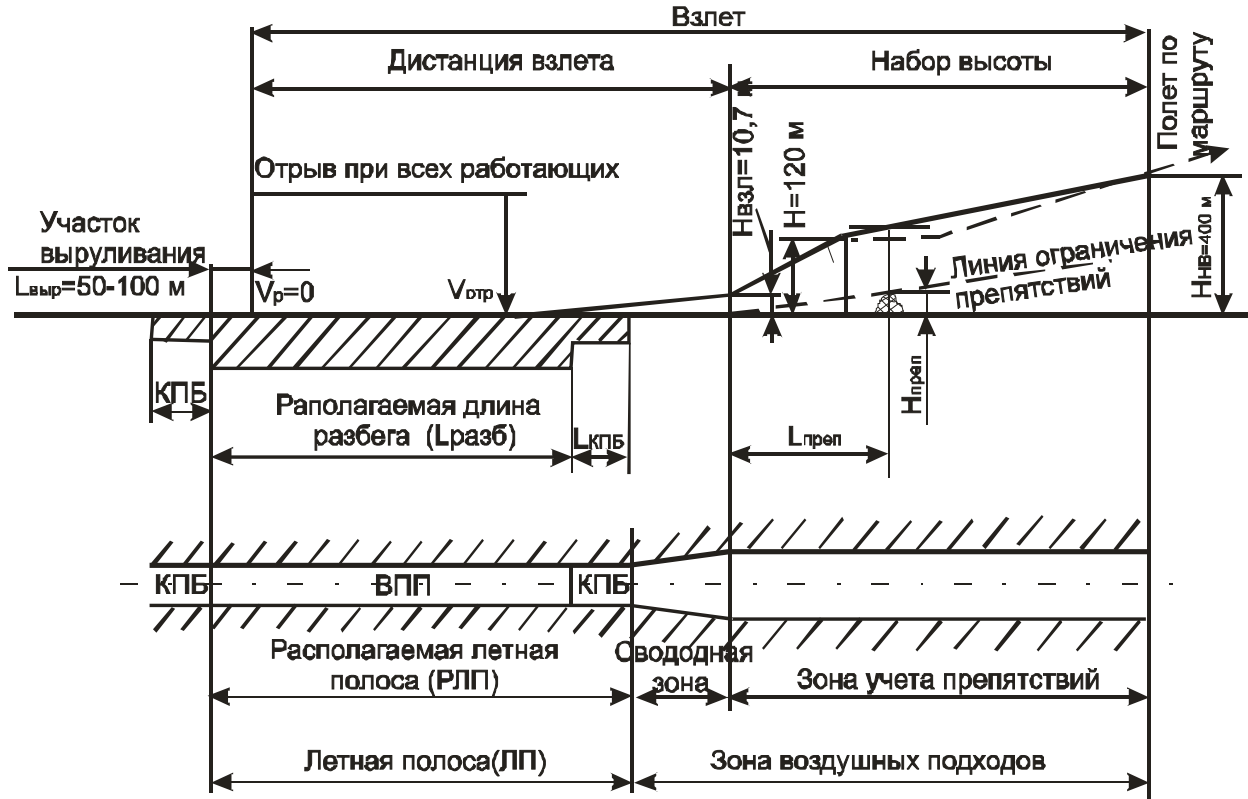 Взлет
Дистанция взлета
Набор высоты
Полет по
маршруту
Отрыв при всех работающих
Hвзл=10,7 м
H=120 м
Участок
выруливания
Lвыр=50-100 м
Vр=0
Vотр
Линия ограничения
препятствий
Hнв=400 м
КПБ
Раполагаемая длина
разбега (Lразб)
LКПБ
Hпреп
Lпреп
КПБ
ВПП
КПБ
Располагаемая летная
полоса (РЛП)
Свододная
зона
Зона учета препятствий
Летная полоса(ЛП)
Зона воздушных подходов